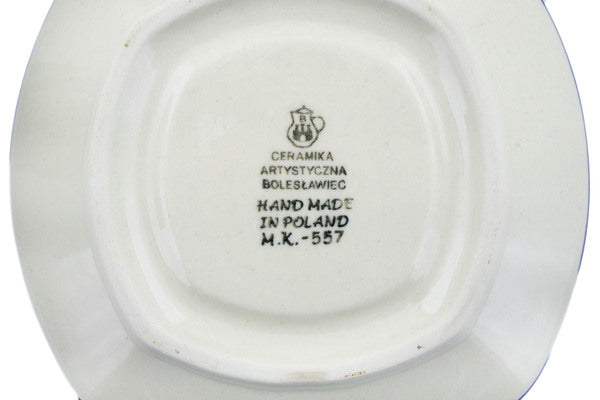 B
CERAMIKA
ARTYSTYCZNA
BOLESŁAWIEC
HAND MADE
IN POLAND
M.K.-557